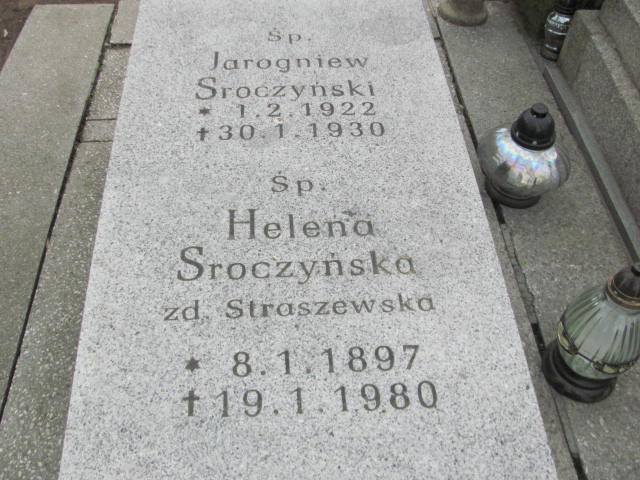 Śp.
Jarogniew
Sroczyński
* 1.2.1922
✝ 30.1.1930
Śp.
Helena
Sroczyńska
zd. Straszewska
* 8.1.1897
✝ 19.1.1980